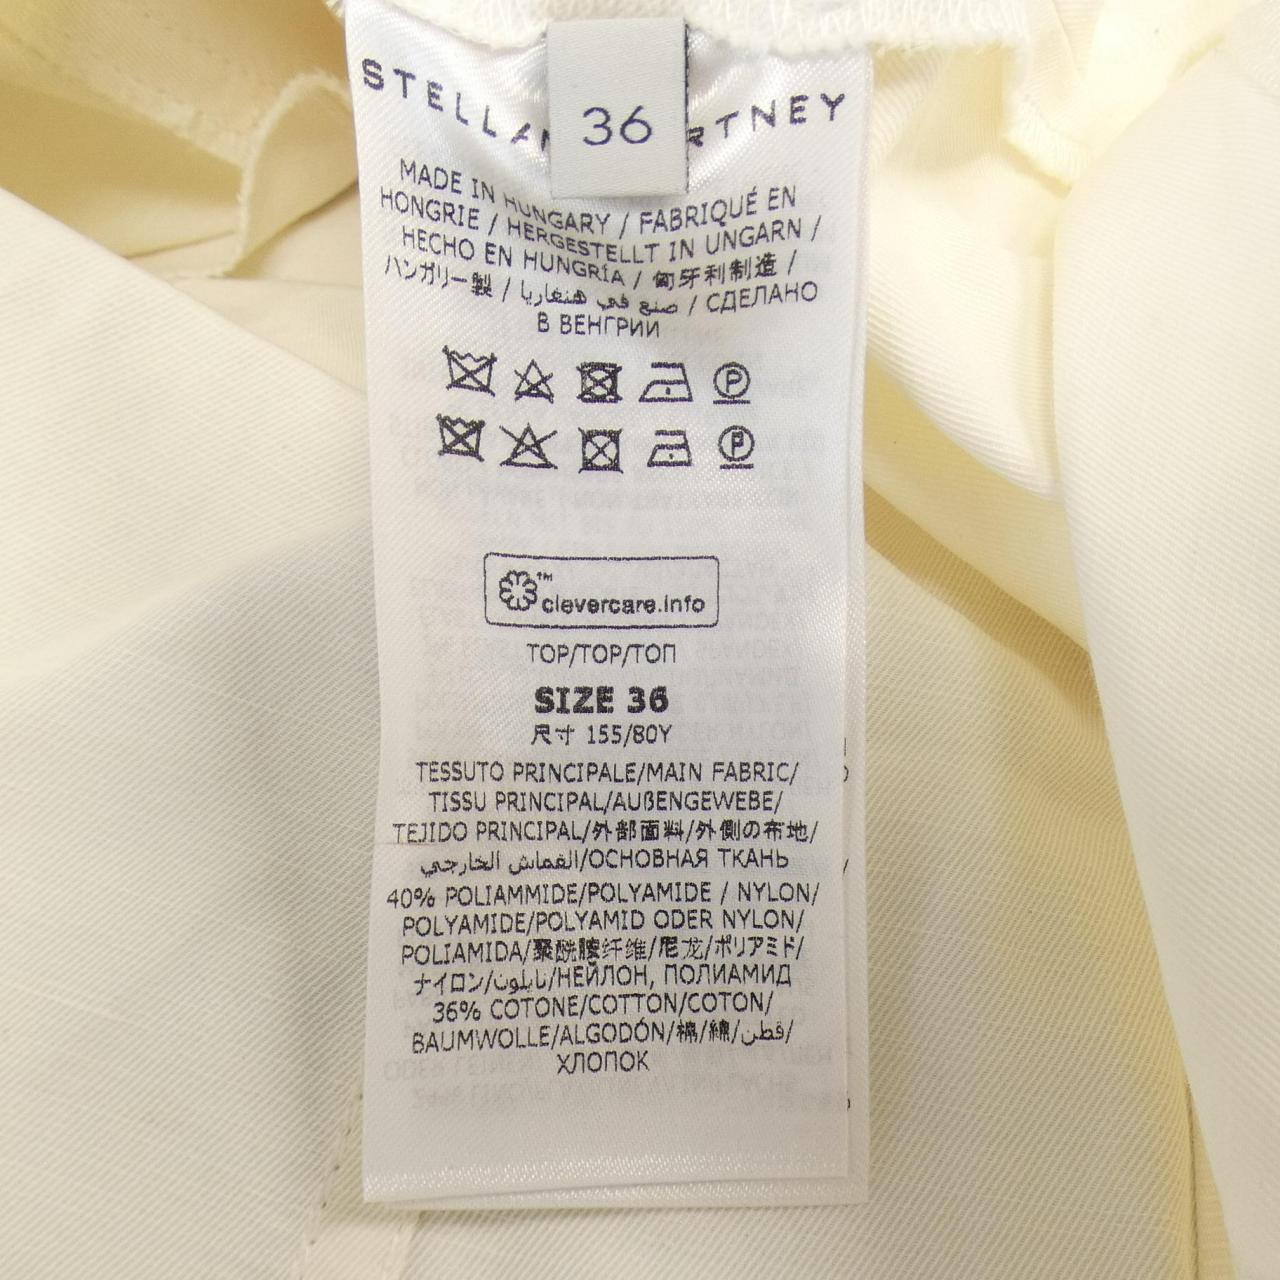 STELLA RTNEY
36
MADE IN HUNGARY / FABRIQUÉ EN
HONGRIE / HERGESTELLT IN UNGARN /
HECHO EN HUNGRÍA / 匈牙利制造 /
ハンガリー製 / صنع في هنغاريا / СДЕЛАНО
В ВЕНГРИИ
P
P
™
clevercare.info
TOP/TOP/ТОП
SIZE 36
尺寸 155/80Y
TESSUTO PRINCIPALE/MAIN FABRIC/
TISSU PRINCIPAL/AUßENGEWEBE/
TEJIDO PRINCIPAL/外部面料/外側の布地/
القماش الخارجي/ОСНОВНАЯ ТКАНЬ
40% POLIAMMIDE/POLYAMIDE / NYLON/
POLYAMIDE/POLYAMID ODER NYLON/
POLIAMIDA/聚酰胺纤维/尼龙/ポリアミド/
ナイロン/نايلون/НЕЙЛОН, ПОЛИАМИД
36% COTONE/COTTON/COTON/
BAUMWOLLE/ALGODÓN/棉/綿/قطن/
ХЛОПОК